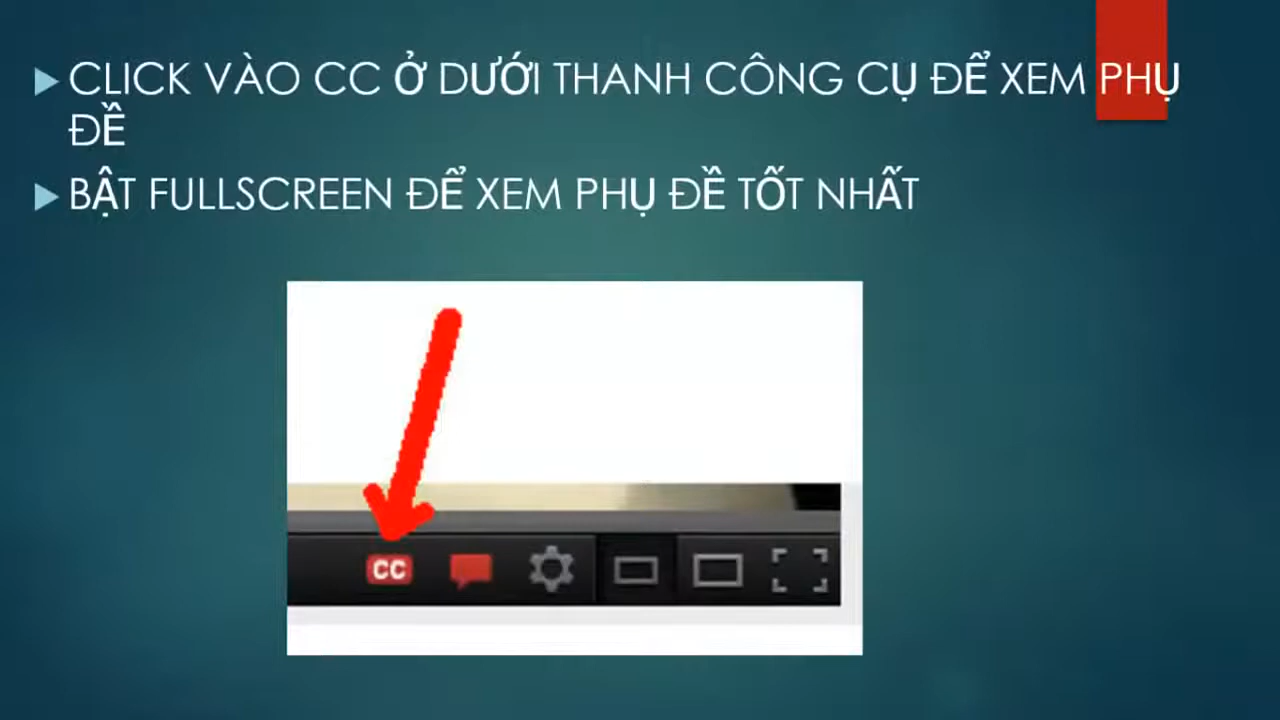 CLICK VÀO CC Ở DƯỚI THANH CÔNG CỤ ĐỂ XEM PHỤ
ĐỀ
BẬT FULLSCREEN ĐỂ XEM PHỤ ĐỀ TỐT NHẤT
CC